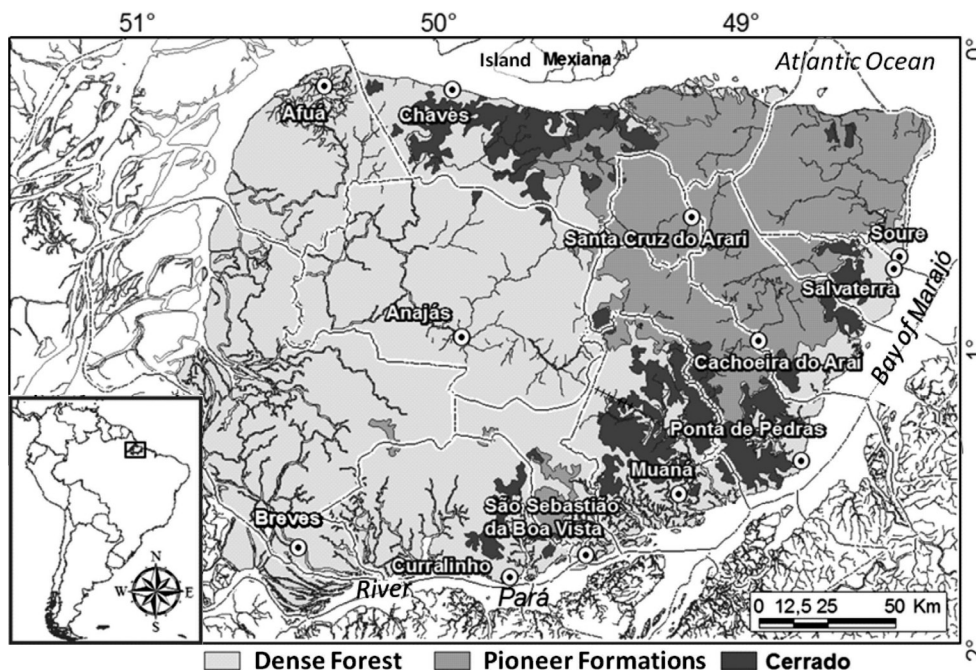 51°
50°
49°
0°
Island Mexiana
Atlantic Ocean
Afuá
Chaves
Santa Cruz do Arari
Soure
Salvaterra
Anajás
Cachoeira do Arai
Bay of Marajó
1°
Ponta de Pedras
Muaná
São Sebastião
da Boa Vista
Breves
Curralinho
River
Pará
N
W
E
S
0 12,5 25 50 Km
Dense Forest
Pioneer Formations
Cerrado